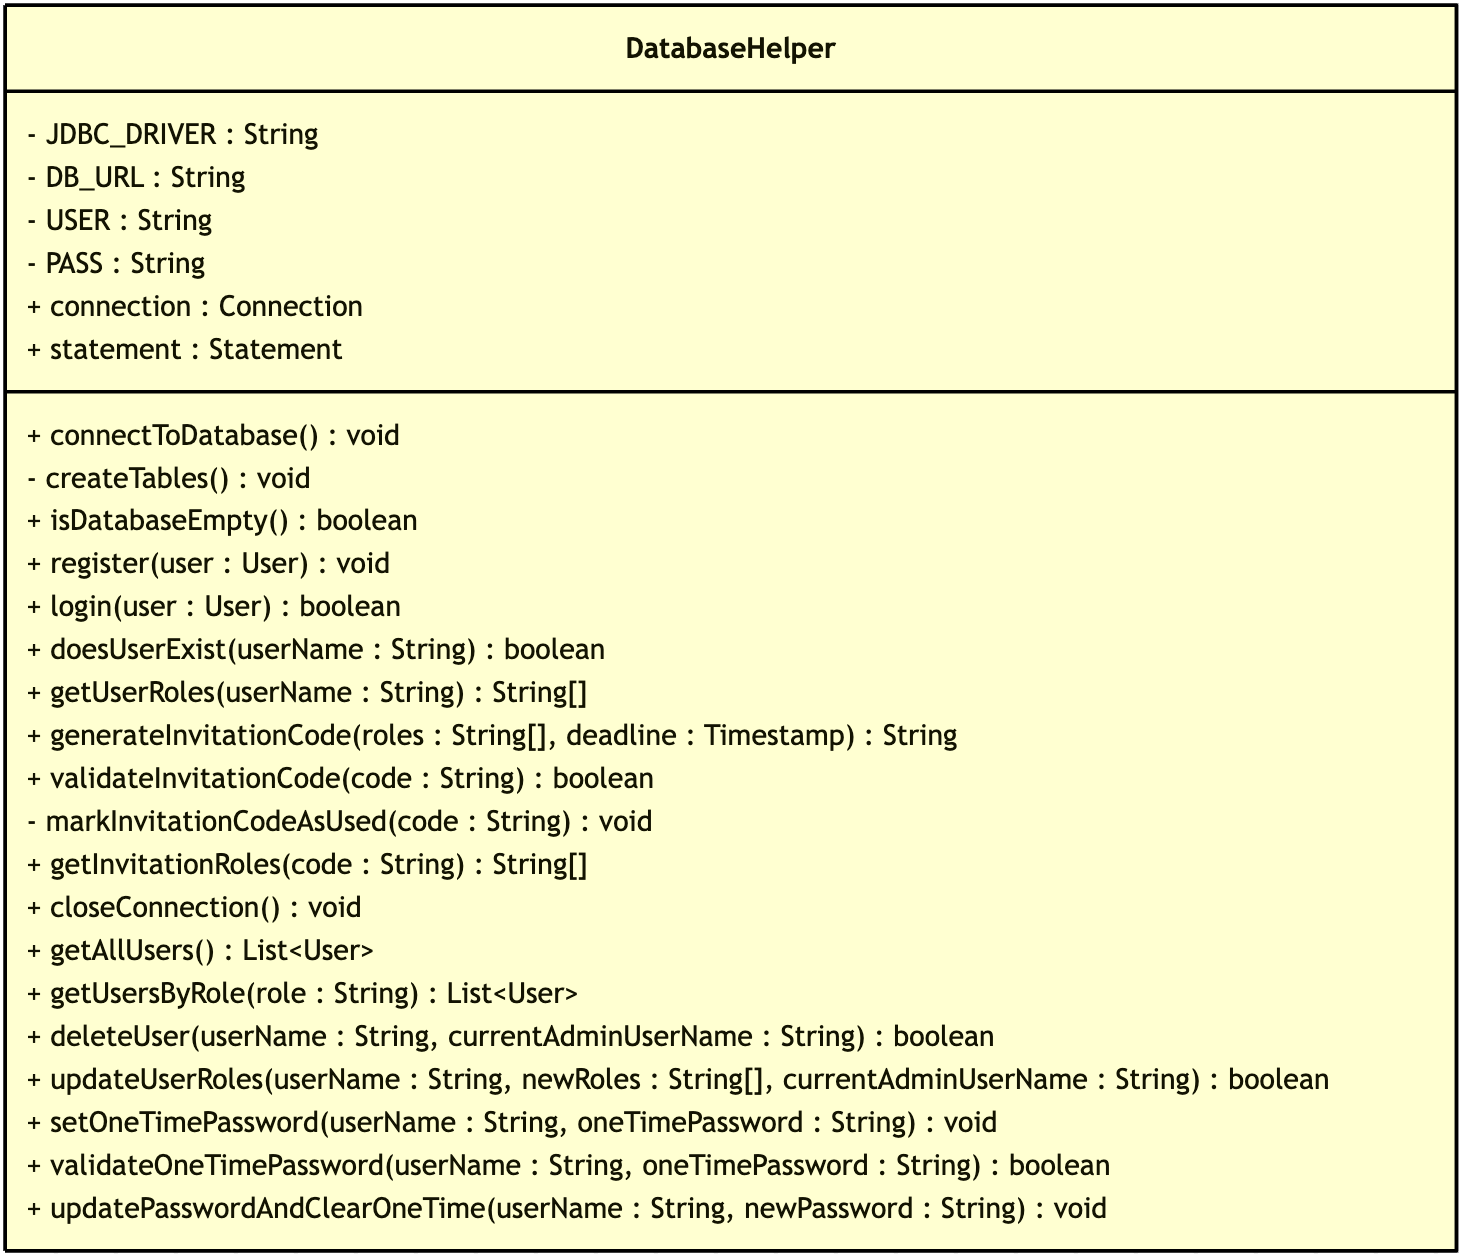 DatabaseHelper
- JDBC_DRIVER : String
- DB_URL : String
- USER : String
- PASS : String
+ connection : Connection
+ statement : Statement
+ connectToDatabase() : void
- createTables() : void
+ isDatabaseEmpty() : boolean
+ register(user : User) : void
+ login(user : User) : boolean
+ doesUserExist(userName : String) : boolean
+ getUserRoles(userName : String) : String[]
+ generateInvitationCode(roles : String[], deadline : Timestamp) : String
+ validateInvitationCode(code : String) : boolean
- markInvitationCodeAsUsed(code : String) : void
+ getInvitationRoles(code : String) : String[]
+ closeConnection() : void
+ getAllUsers() : List<User>
+ getUsersByRole(role : String) : List<User>
+ deleteUser(userName : String, currentAdminUserName : String) : boolean
+ updateUserRoles(userName : String, newRoles : String[], currentAdminUserName : String) : boolean
+ setOneTimePassword(userName : String, oneTimePassword : String) : void
+ validateOneTimePassword(userName : String, oneTimePassword : String) : boolean
+ updatePasswordAndClearOneTime(userName : String, newPassword : String) : void